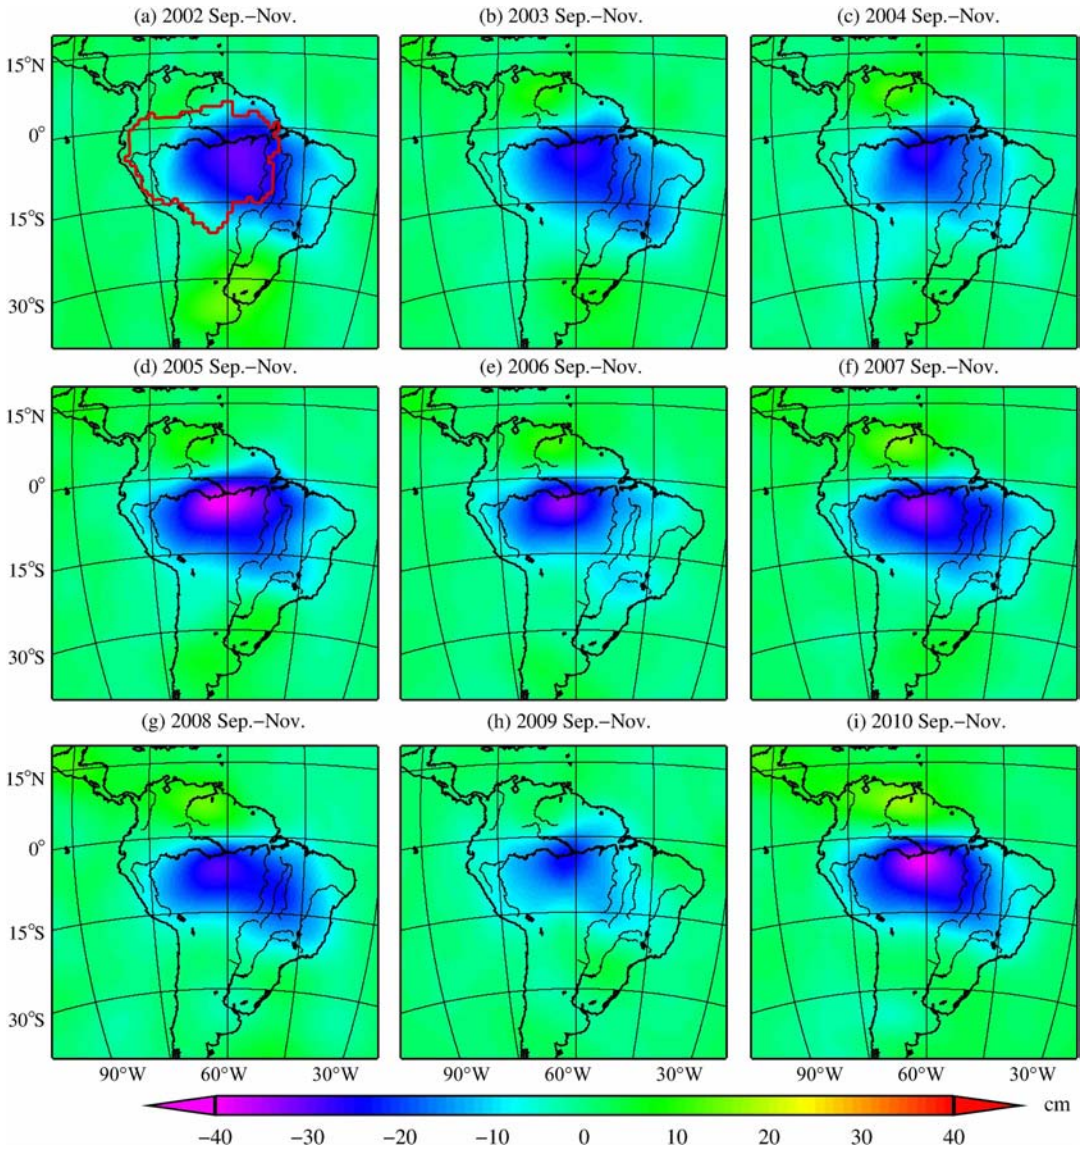 (a) 2002 Sep.−Nov. (b) 2003 Sep.−Nov. (c) 2004 Sep.−Nov.
15°N
0°
15°S
30°S
(d) 2005 Sep.−Nov. (e) 2006 Sep.−Nov. (f) 2007 Sep.−Nov.
15°N
0°
15°S
30°S
(g) 2008 Sep.−Nov. (h) 2009 Sep.−Nov. (i) 2010 Sep.−Nov.
15°N
0°
15°S
30°S
90°W 60°W 30°W 90°W 60°W 30°W 90°W 60°W 30°W
cm
−40 −30 −20 −10 0 10 20 30 40